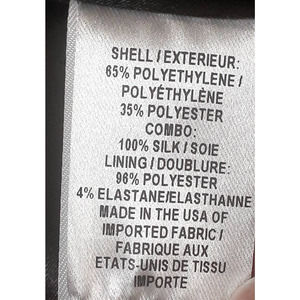 SHELL / EXTERIEUR:
65% POLYETHYLENE /
POLYÉTHYLÈNE
35% POLYESTER
COMBO:
100% SILK / SOIE
LINING / DOUBLURE:
96% POLYESTER
4% ELASTANE/ELASTHANNE
MADE IN THE USA OF
IMPORTED FABRIC /
FABRIQUE AUX
ETATS-UNIS DE TISSU
IMPORTE